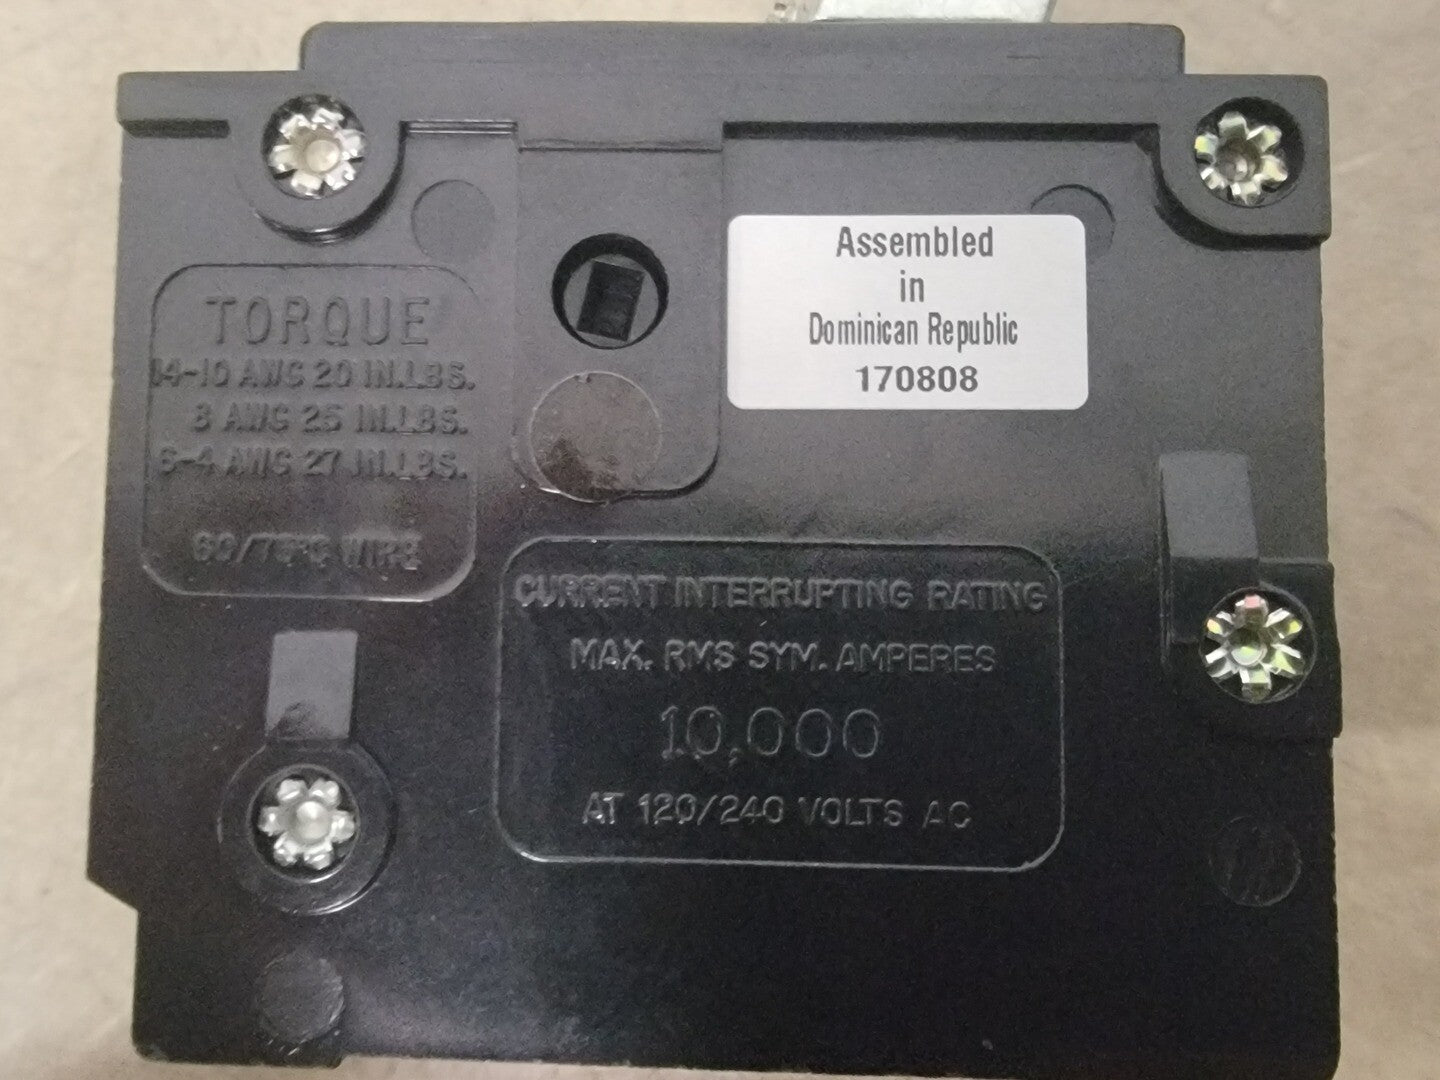 Assembled
in
Dominican Republic
170808
TORQUE
14-10 AWG 20 IN.LBS.
8 AWG 25 IN.LBS.
6-4 AWG 27 IN.LBS.
60/75°C WIRE
CURRENT INTERRUPTING RATING
MAX. RMS SYM. AMPERES
10,000
AT 120/240 VOLTS AC